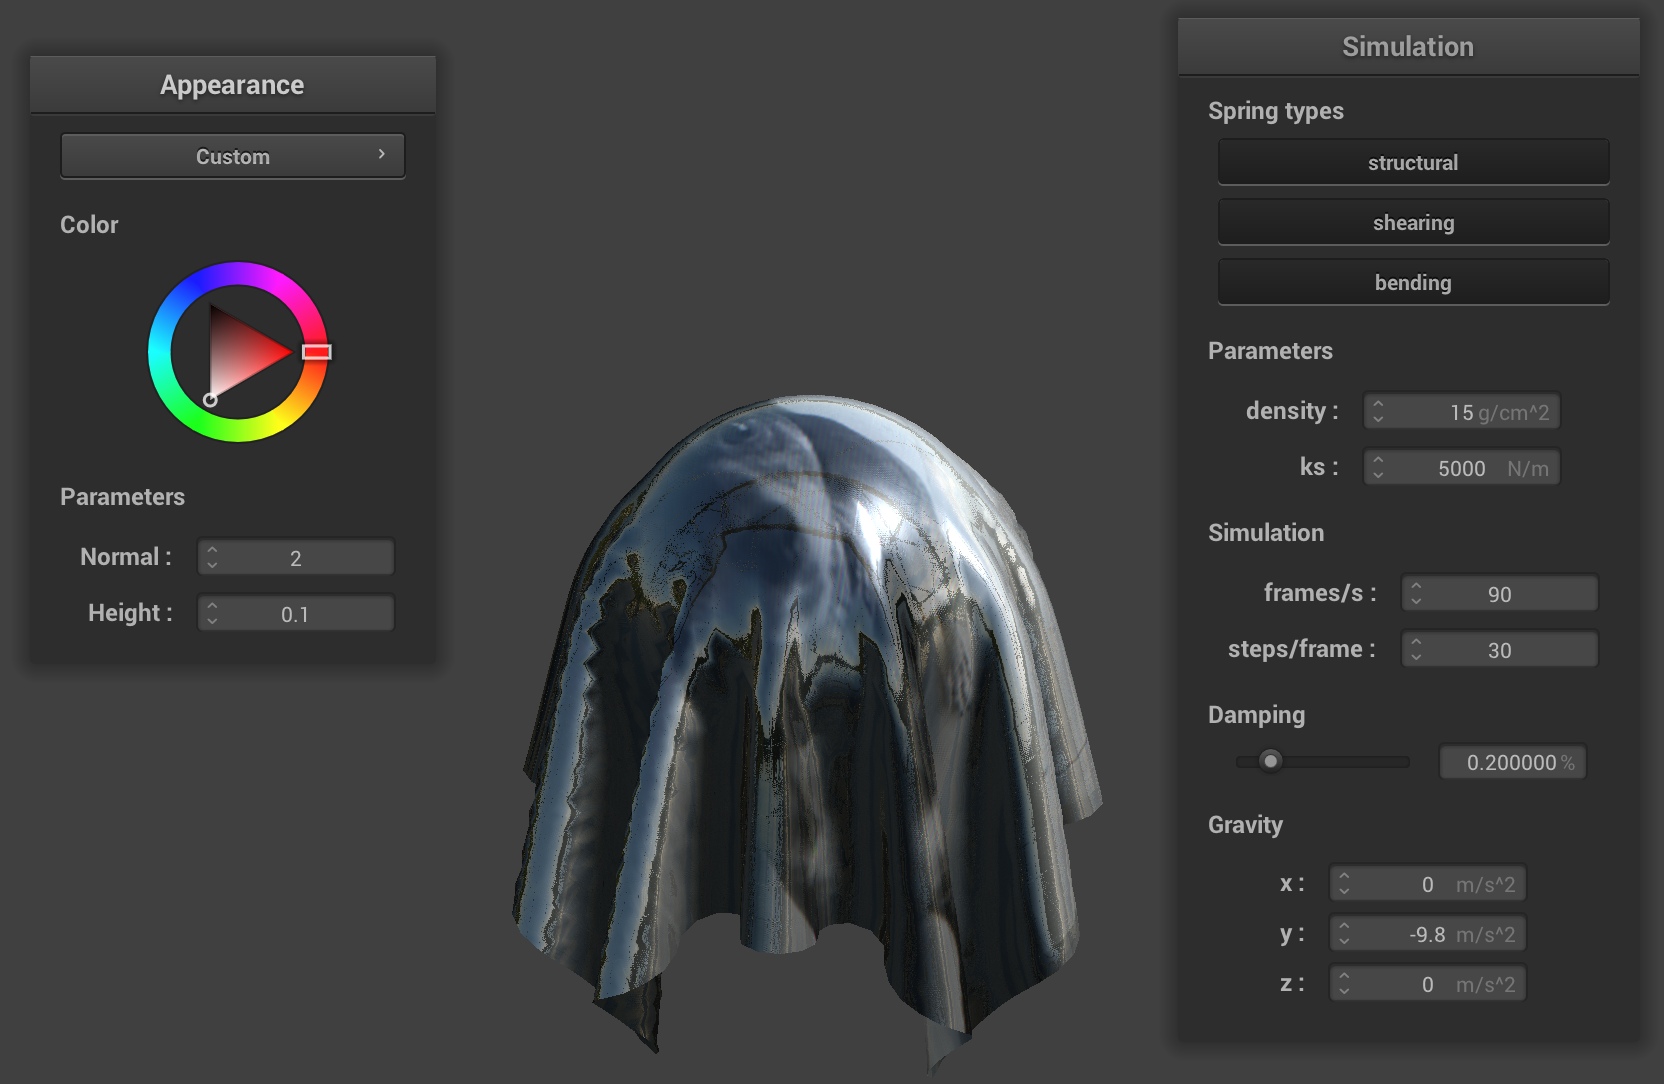 Appearance
Custom
Color
Parameters
Normal : 2
Height : 0.1
Simulation
Spring types
structural
shearing
bending
Parameters
density : 15 g/cm^2
ks : 5000 N/m
Simulation
frames/s : 90
steps/frame : 30
Damping
0.200000 %
Gravity
x : 0 m/s^2
y : -9.8 m/s^2
z : 0 m/s^2